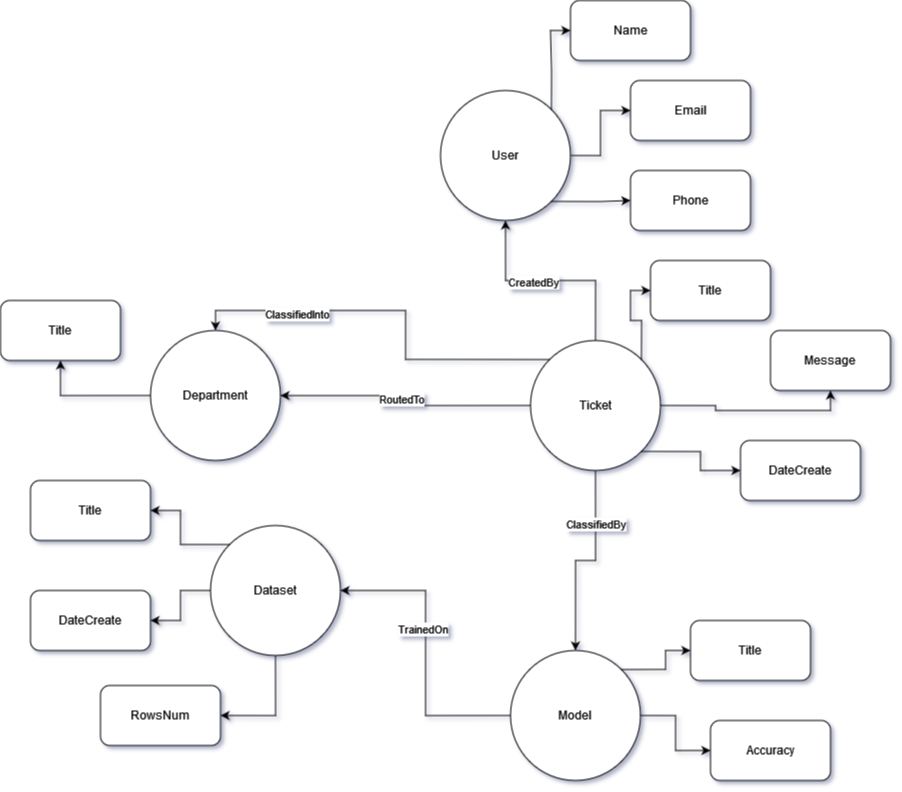 Name
Email
User
Phone
CreatedBy
Title
ClassifiedInto
Title
Message
Department
RoutedTo
Ticket
DateCreate
Title
ClassifiedBy
Dataset
DateCreate
TrainedOn
Title
RowsNum
Model
Accuracy